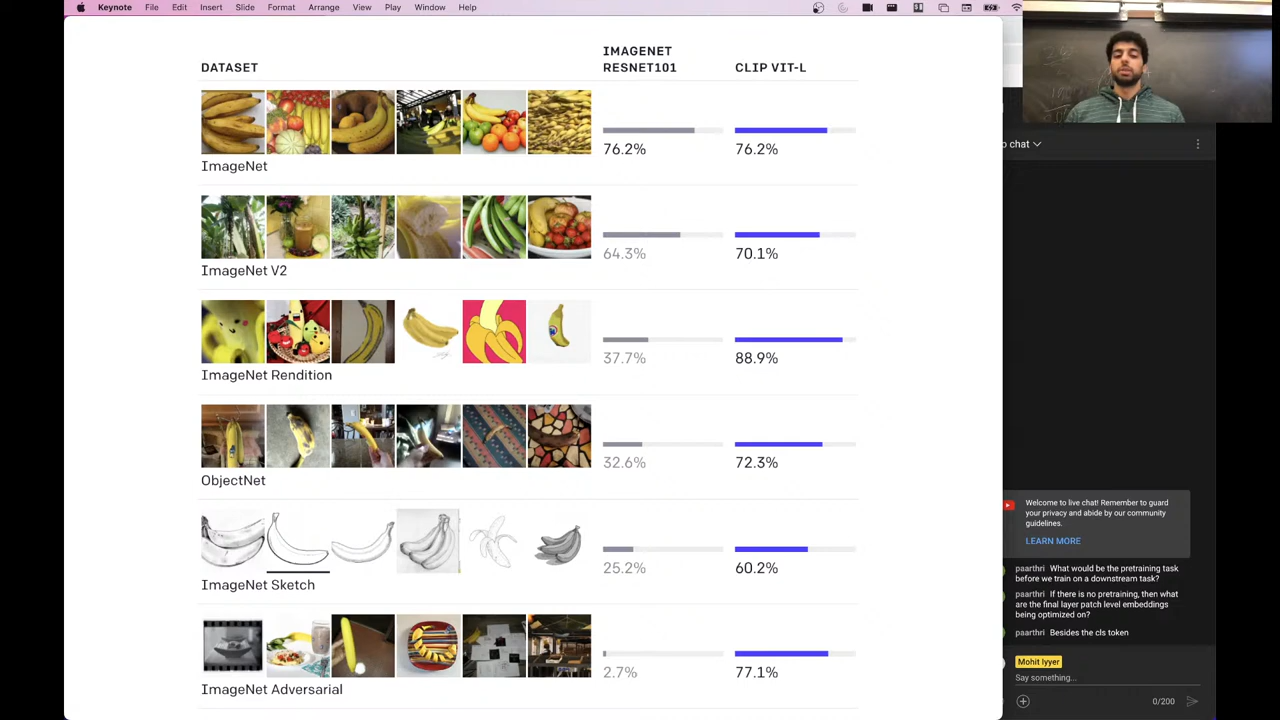 Keynote File Edit Insert Slide Format Arrange View Play Window Help
DATASET
IMAGENET
RESNET101
CLIP VIT-L
76.2%
76.2%
ImageNet
64.3%
70.1%
ImageNet V2
37.7%
88.9%
ImageNet Rendition
32.6%
72.3%
ObjectNet
25.2%
60.2%
ImageNet Sketch
2.7%
77.1%
ImageNet Adversarial
chat
Welcome to live chat! Remember to guard
your privacy and abide by our community
guidelines.
LEARN MORE
paarthri What would be the pretraining task
before we train on a downstream task?
paarthri If there is no pretraining, then what
are the final layer patch level embeddings
being optimized on?
paarthri Besides the cls token
Mohit Iyyer
Say something...
0/200